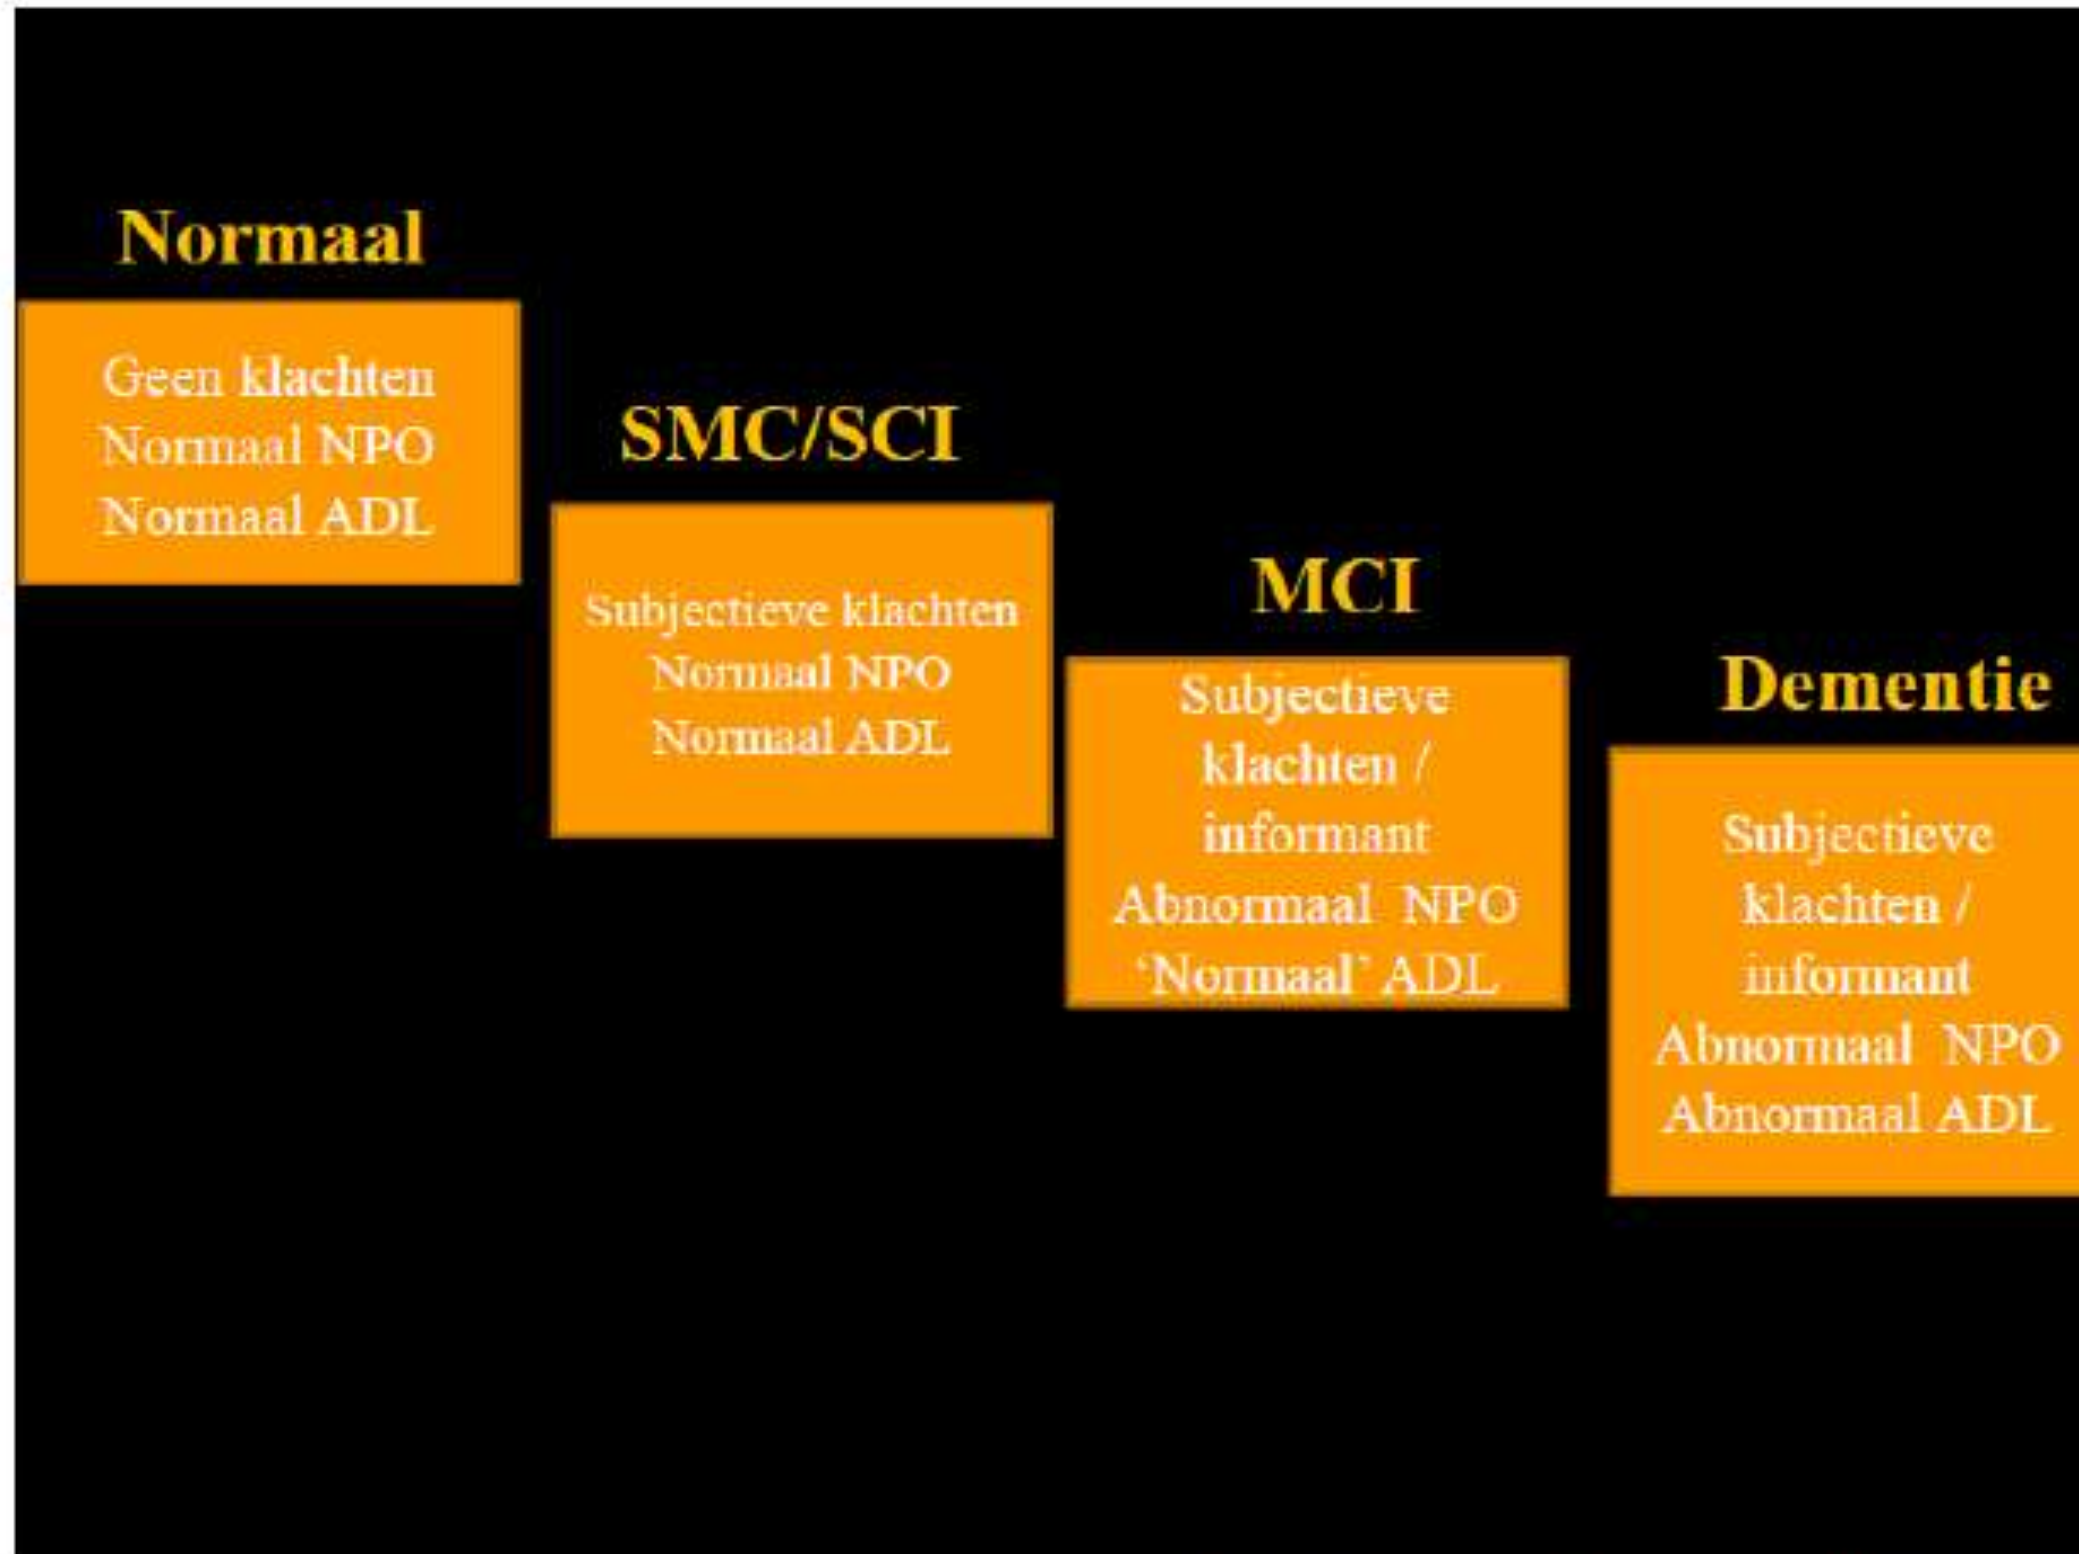 Normaal
Geen klachten
Normaal NPO
Normaal ADL
SMC/SCI
Subjectieve klachten
Normaal NPO
Normaal ADL
MCI
Subjectieve
klachten /
informant
Abnormaal NPO
‘Normaal’ ADL
Dementie
Subjectieve
klachten /
informant
Abnormaal NPO
Abnormaal ADL